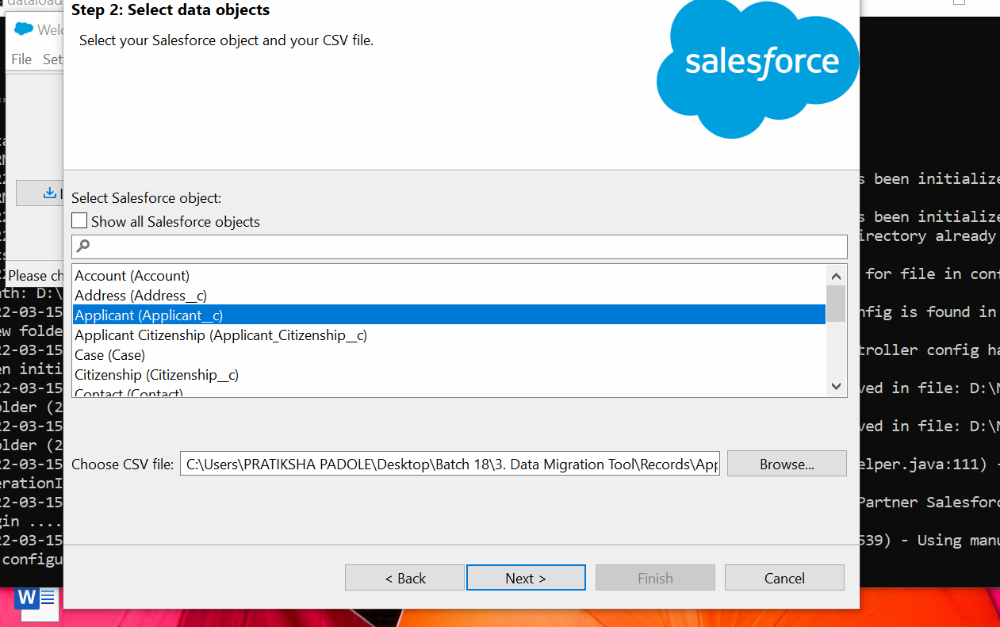 dataload
Step 2: Select data objects
Select your Salesforce object and your CSV file.
salesforce
Welc
File Set
Select Salesforce object:
Show all Salesforce objects
Account (Account)
Address (Address__c)
Applicant (Applicant__c)
Applicant Citizenship (Applicant_Citizenship__c)
Case (Case)
Citizenship (Citizenship__c)
Contact (Contact)
Please ch
Choose CSV file: C:\Users\PRATIKSHA PADOLE\Desktop\Batch 18\3. Data Migration Tool\Records\App Browse...
< Back Next > Finish Cancel
s been initialize
s been initialize
irectory already
for file in conf
ath: D:\
22-03-15 nfig is found in
ew folde
22-03-15 troller config ha
en initi
22-03-15 ved in file: D:\N
older (2
22-03-15 ved in file: D:\N
older (2
22-03-15 elper.java:111) -
erationI
22-03-15 Partner Salesforc
gin ....
22-03-15 539) - Using manu
configu
W